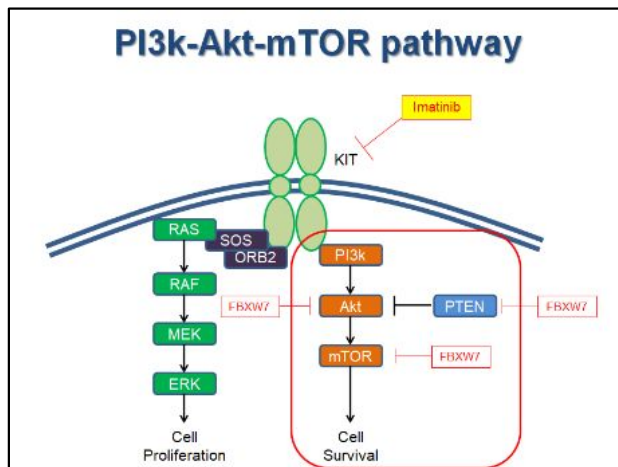 PI3k-Akt-mTOR pathway
Imatinib
KIT
RAS
SOS
ORB2
PI3k
RAF
FBXW7
Akt
PTEN
FBXW7
MEK
mTOR
FBXW7
ERK
Cell
Proliferation
Cell
Survival